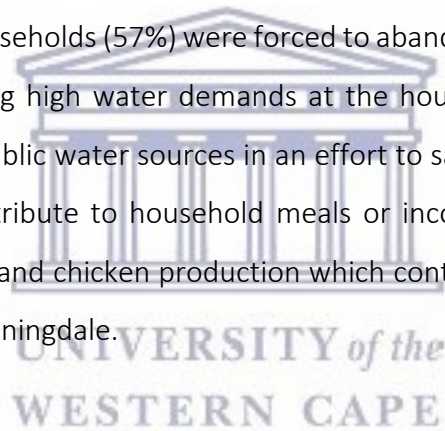 seholds (57%) were forced to aband
g high water demands at the hou
blic water sources in an effort to sa
tribute to household meals or inco
and chicken production which cont
ningdale.
UNIVERSITY of the
WESTERN CAPE